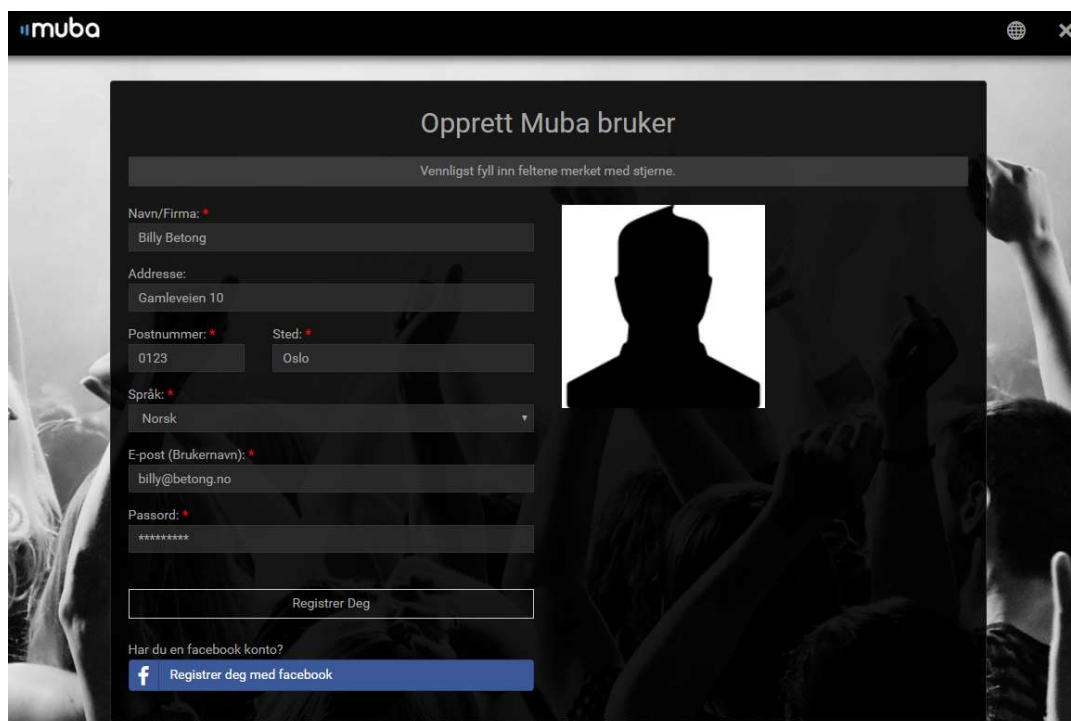 muba
Opprett Muba bruker
Vennligst fyll inn feltene merket med stjerne.
Navn/Firma: *
Billy Betong
Addresse:
Gamleveien 10
Postnummer: * Sted: *
0123 Oslo
Språk: *
Norsk
E-post (Brukernavn): *
billy@betong.no
Passord: *
*********
Registrer Deg
Har du en facebook konto?
f Registrer deg med facebook